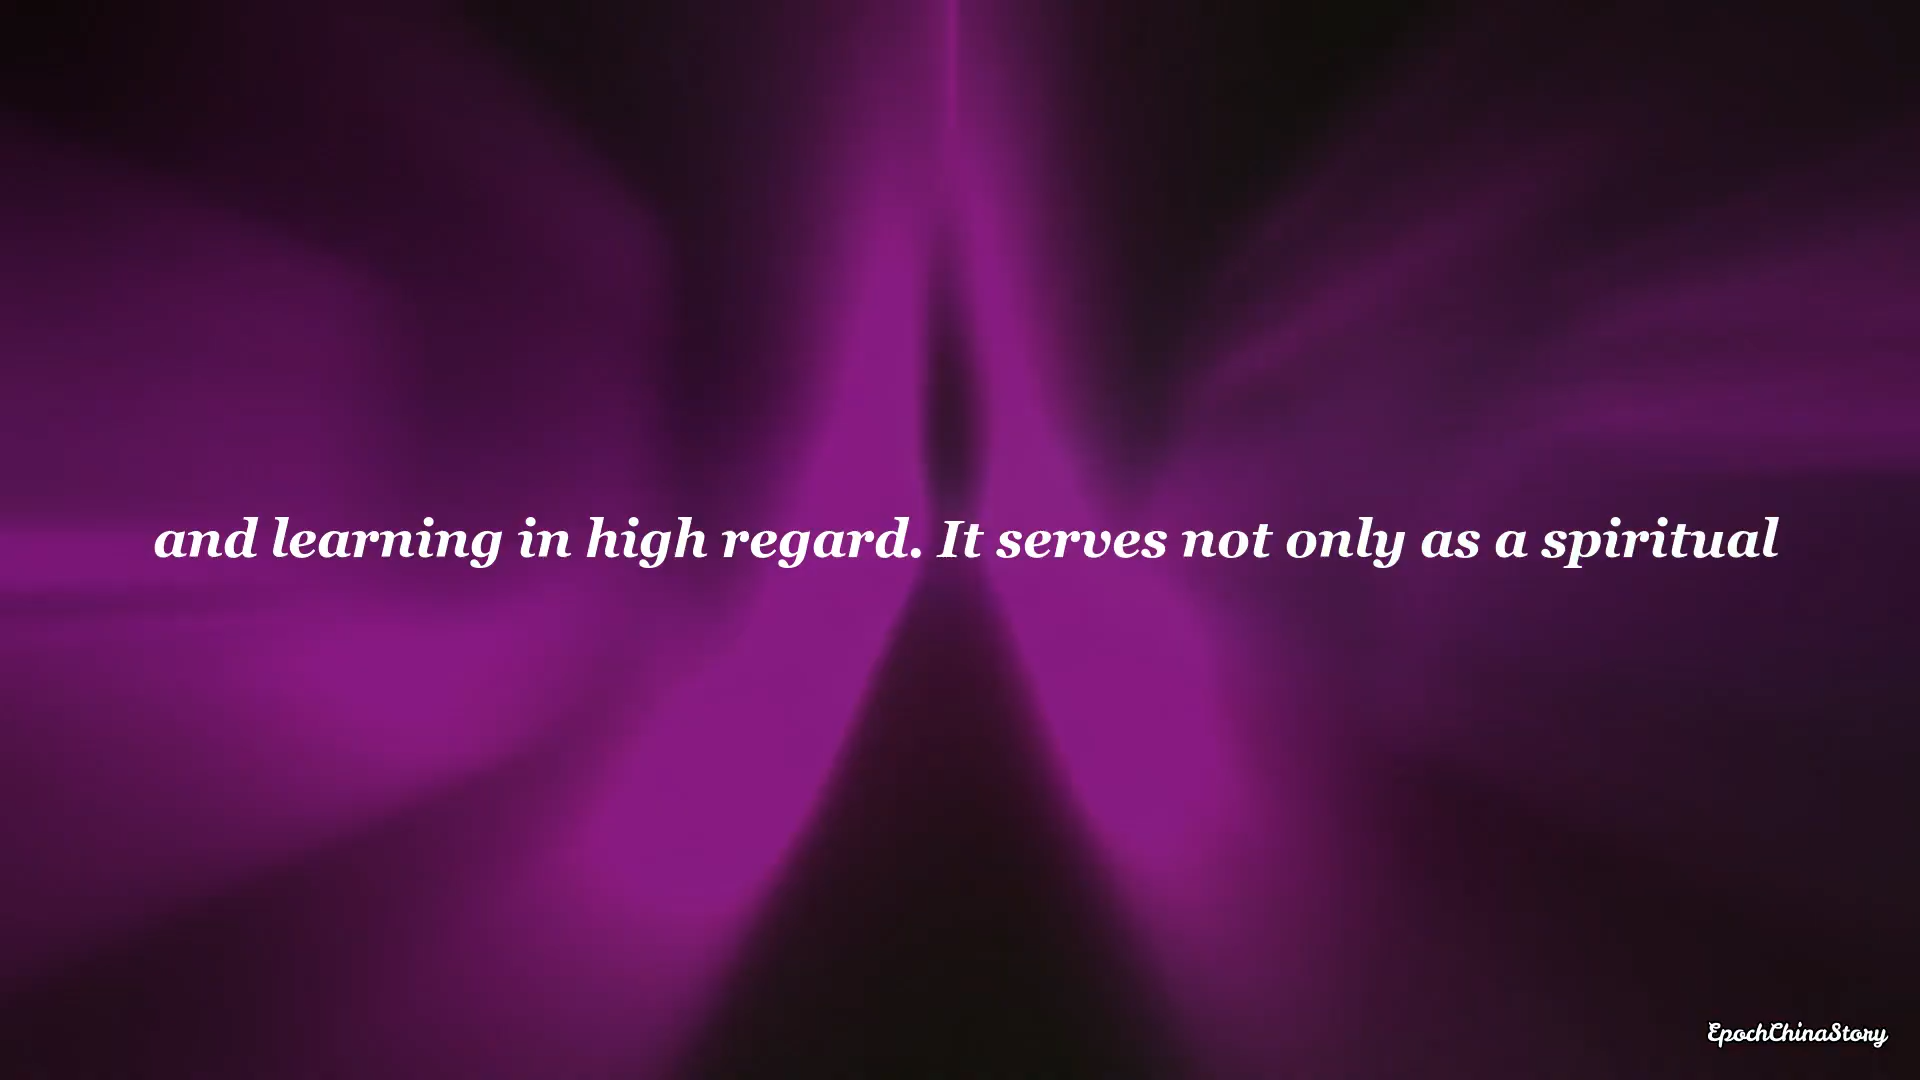 and learning in high regard. It serves not only as a spiritual
EpochChinaStory